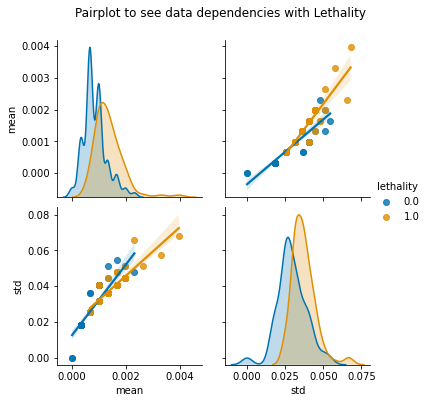 Pairplot to see data dependencies with Lethality
0.004
0.003
0.002
0.001
0.000
mean
lethality
0.0
1.0
0.08
0.06
0.04
0.02
0.00
std
0.000 0.002 0.004
mean
0.000 0.025 0.050 0.075
std